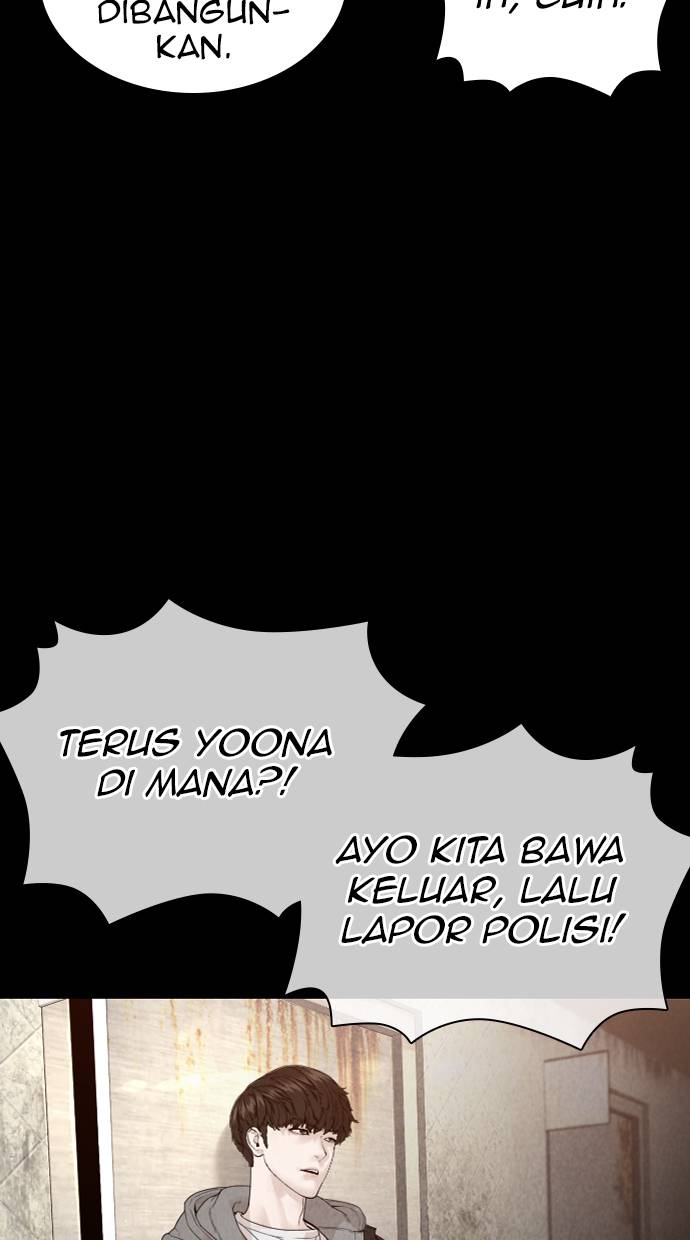 DIBANGUN-
KAN.
TERUS YOONA
DI MANA?!
AYO KITA BAWA
KELUAR, LALU
LAPOR POLISI!